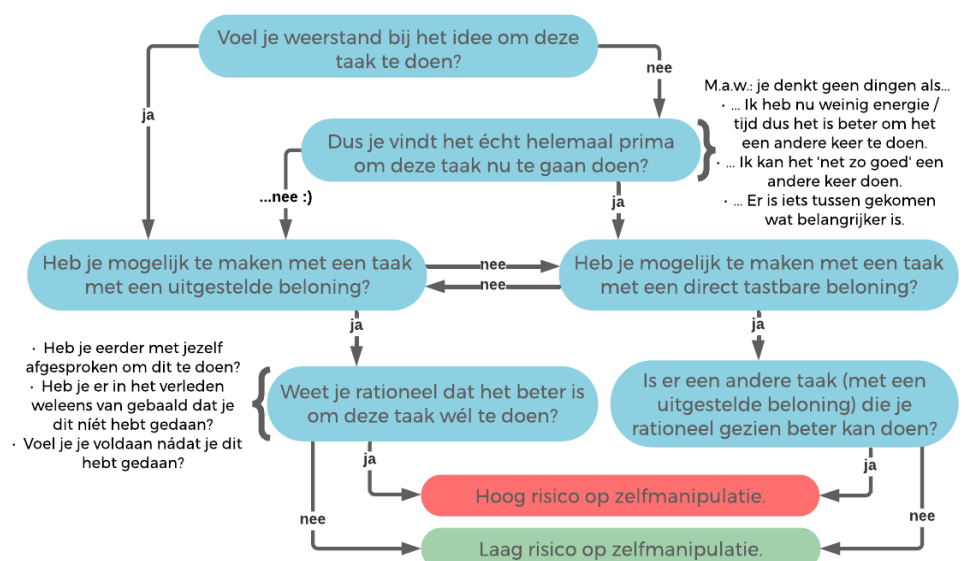 Voel je weerstand bij het idee om deze
taak te doen?
ja
nee
M.a.w.: je denkt geen dingen als...
• ... Ik heb nu weinig energie /
tijd dus het is beter om het
een andere keer te doen.
• ... Ik kan het 'net zo goed' een
andere keer doen.
• ... Er is iets tussen gekomen
wat belangrijker is.
Dus je vindt het écht helemaal prima
om deze taak nu te gaan doen?
...nee :)
ja
Heb je mogelijk te maken met een taak
met een uitgestelde beloning?
nee
nee
Heb je mogelijk te maken met een taak
met een direct tastbare beloning?
ja
ja
• Heb je eerder met jezelf
afgesproken om dit te doen?
• Heb je er in het verleden
weleens van gebaald dat je
dit níét hebt gedaan?
• Voel je je voldaan nádat je dit
hebt gedaan?
Weet je rationeel dat het beter is
om deze taak wél te doen?
Is er een andere taak (met een
uitgestelde beloning) die je
rationeel gezien beter kan doen?
ja
ja
Hoog risico op zelfmanipulatie.
nee
nee
Laag risico op zelfmanipulatie.